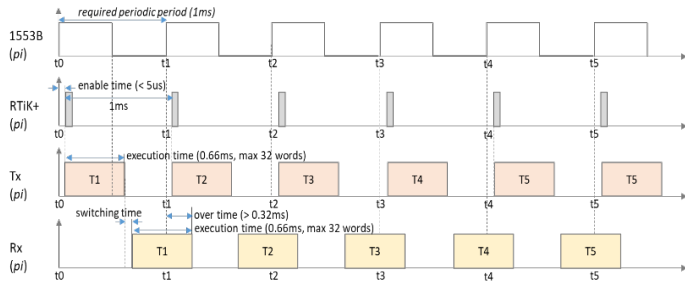 required periodic period (1ms)
1553B
(pi)
t0 t1 t2 t3 t4 t5
enable time (< 5us)
RTiK+
(pi)
1ms
t0 t1 t2 t3 t4 t5
execution time (0.66ms, max 32 words)
Tx
(pi)
T1 T2 T3 T4 T5 T5
t0 t1 t2 t3 t4 t5
switching time
over time (> 0.32ms)
execution time (0.66ms, max 32 words)
Rx
(pi)
T1 T2 T3 T4 T5
t0 t1 t2 t3 t4 t5